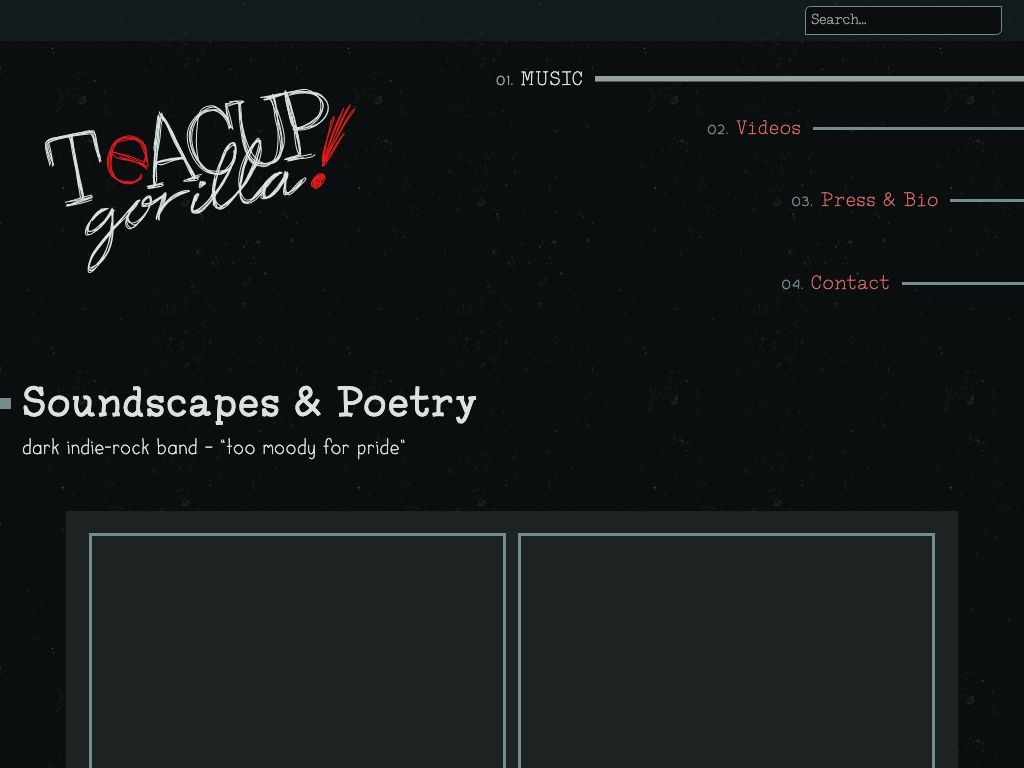 Search...
01. MUSIC
02. Videos
03. Press & Bio
04. Contact
TeACUP!
gorilla
Soundscapes & Poetry
dark indie-rock band - "too moody for pride"